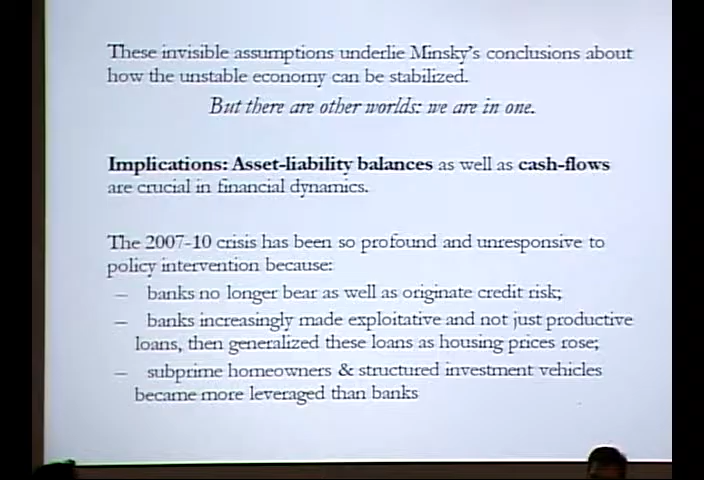 These invisible assumptions underlie Minsky's conclusions about
how the unstable economy can be stabilized.
But there are other worlds: we are in one.
Implications: Asset-liability balances as well as cash-flows
are crucial in financial dynamics.
The 2007-10 crisis has been so profound and unresponsive to
policy intervention because:
– banks no longer bear as well as originate credit risk;
– banks increasingly made exploitative and not just productive
loans, then generalized these loans as housing prices rose;
– subprime homeowners & structured investment vehicles
became more leveraged than banks